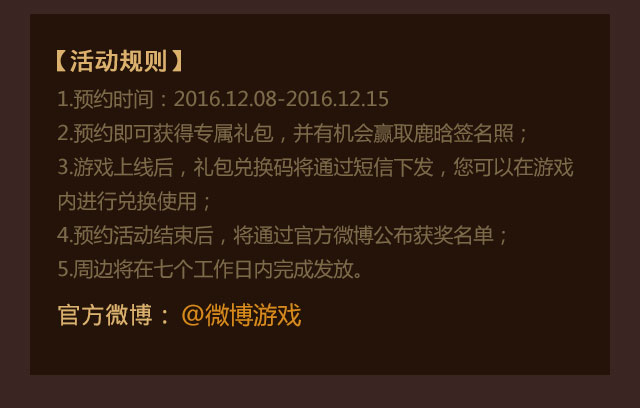 【活动规则】
1.预约时间：2016.12.08-2016.12.15
2.预约即可获得专属礼包，并有机会赢取鹿晗签名照；
3.游戏上线后，礼包兑换码将通过短信下发，您可以在游戏
内进行兑换使用；
4.预约活动结束后，将通过官方微博公布获奖名单；
5.周边将在七个工作日内完成发放。
官方微博：@微博游戏